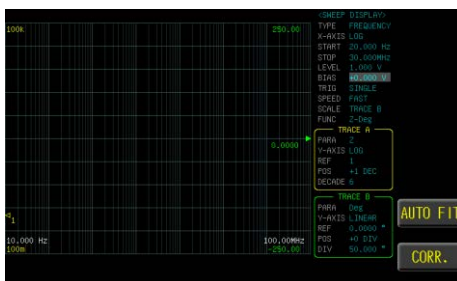 <SWEEP DISPLAY>
TYPE FREQUENCY
X-AXIS LOG
START 20.000 Hz
STOP 30.000MHz
LEVEL 1.000 V
BIAS +0.000 V
TRIG SINGLE
SPEED FAST
SCALE TRACE B
FUNC Z-Deg
TRACE A
PARA Z
Y-AXIS LOG
REF 1
POS +1 DEC
DECADE 6
TRACE B
PARA Deg
Y-AXIS LINEAR
REF 0.0000 °
POS +0 DIV
DIV 50.000 °
100k
250.00
0.0000
1
10.000 Hz
100.00MHz
100m
-250.00
AUTO FIT
CORR.